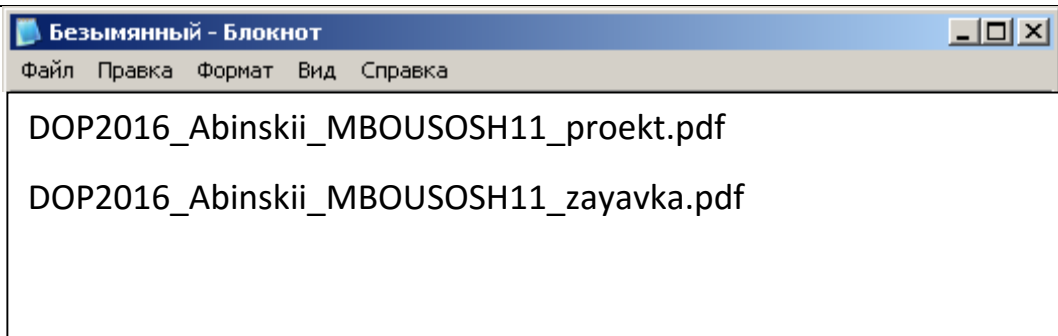 Безымянный - Блокнот
Файл Правка Формат Вид Справка
DOP2016_Abinskii_MBOUSOSH11_proekt.pdf
DOP2016_Abinskii_MBOUSOSH11_zayavka.pdf